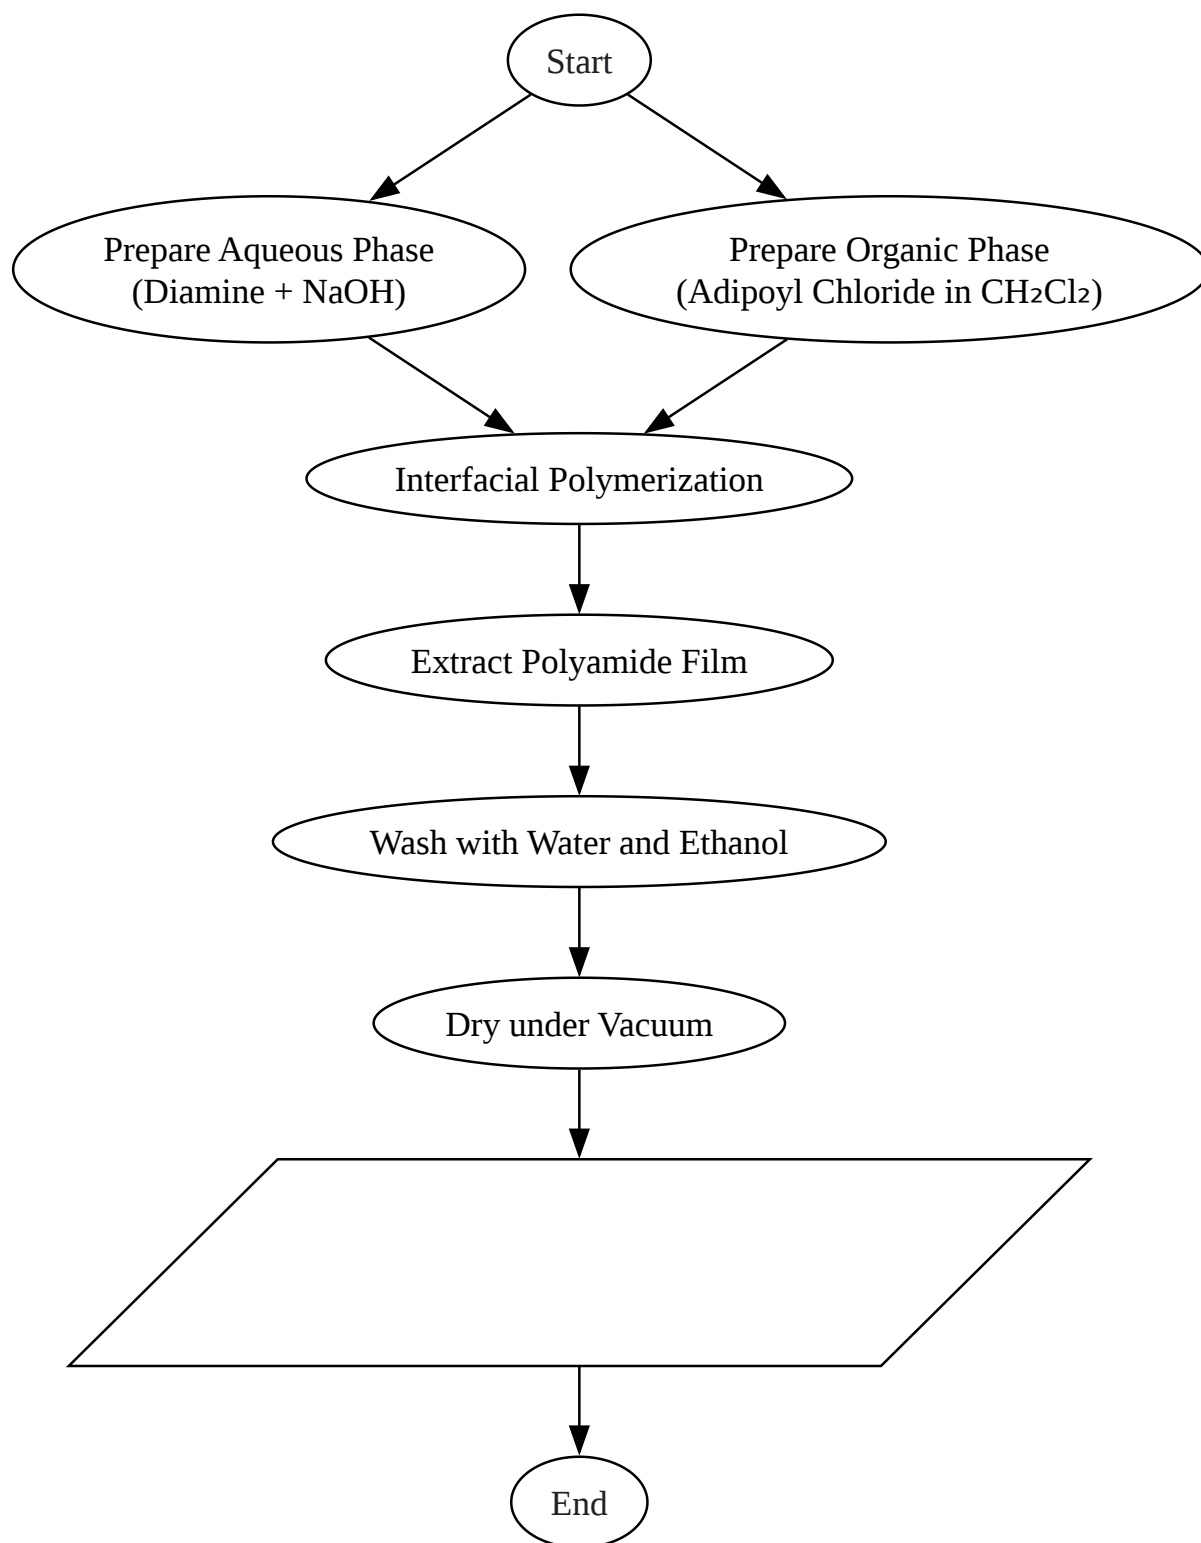 Start
Prepare Aqueous Phase
(Diamine + NaOH)
Prepare Organic Phase
(Adipoyl Chloride in CH₂Cl₂)
Interfacial Polymerization
Extract Polyamide Film
Wash with Water and Ethanol
Dry under Vacuum
End